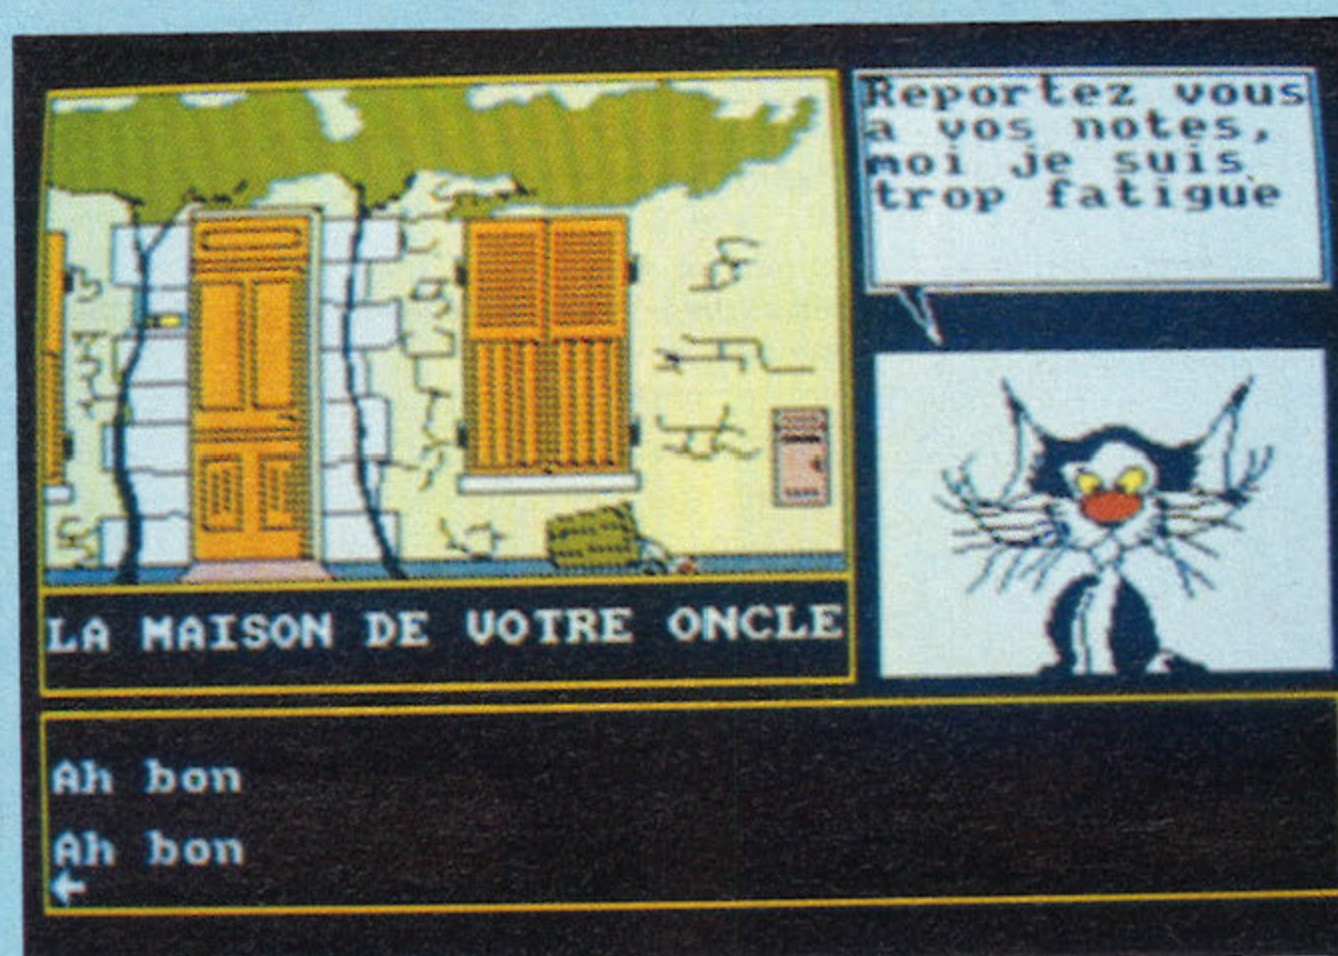 Reportez vous
a vos notes,
moi je suis
trop fatigue
LA MAISON DE VOTRE ONCLE
Ah bon
Ah bon